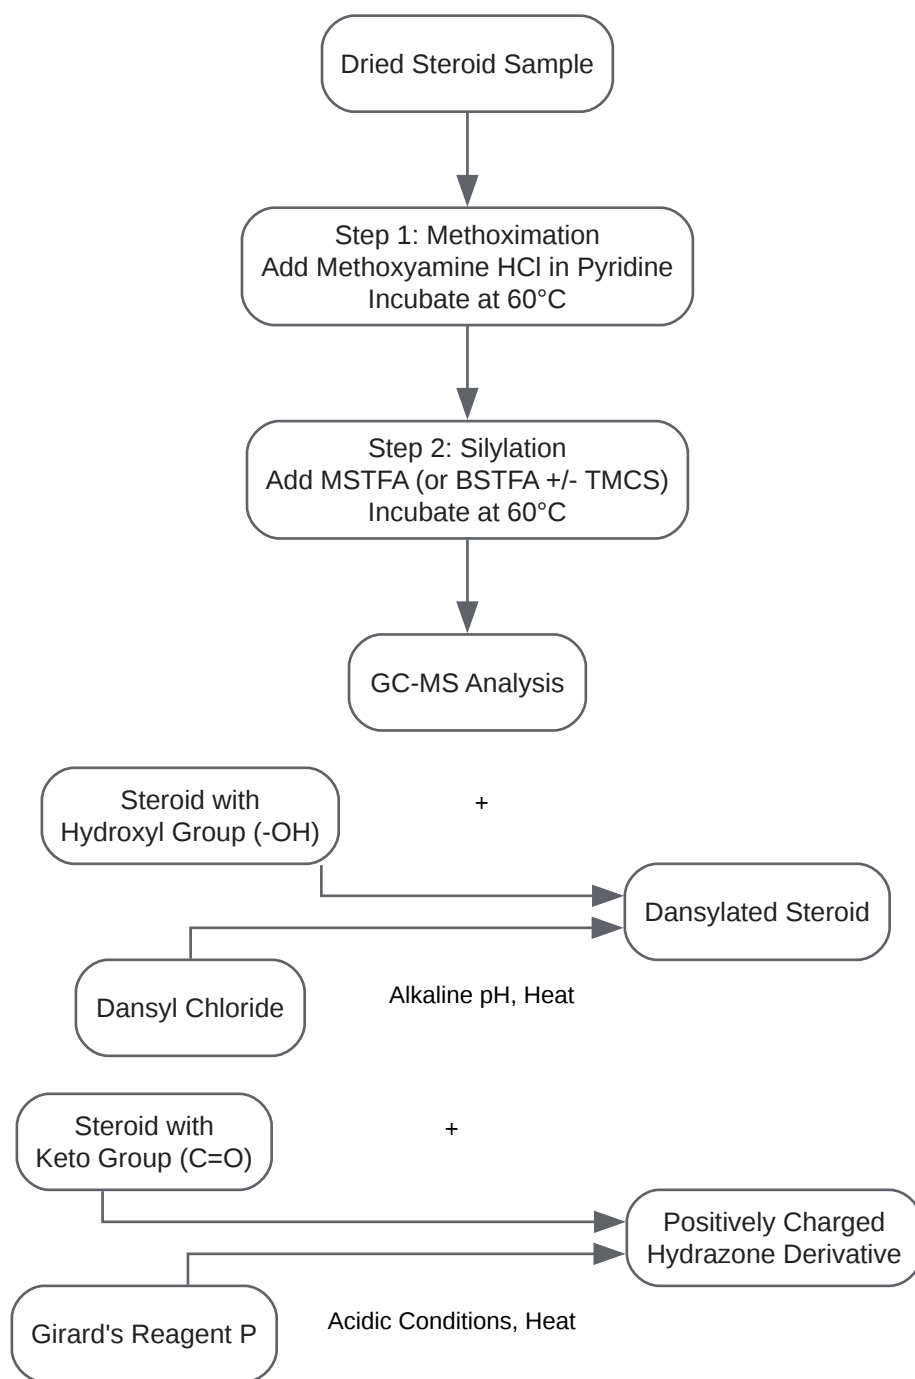 Dried Steroid Sample
Step 1: Methoximation
Add Methoxyamine HCl in Pyridine
Incubate at 60°C
Step 2: Silylation
Add MSTFA (or BSTFA +/- TMCS)
Incubate at 60°C
GC-MS Analysis
Steroid with
Hydroxyl Group (-OH)
+
Dansylated Steroid
Dansyl Chloride
Alkaline pH, Heat
Steroid with
Keto Group (C=O)
+
Positively Charged
Hydrazone Derivative
Girard's Reagent P
Acidic Conditions, Heat